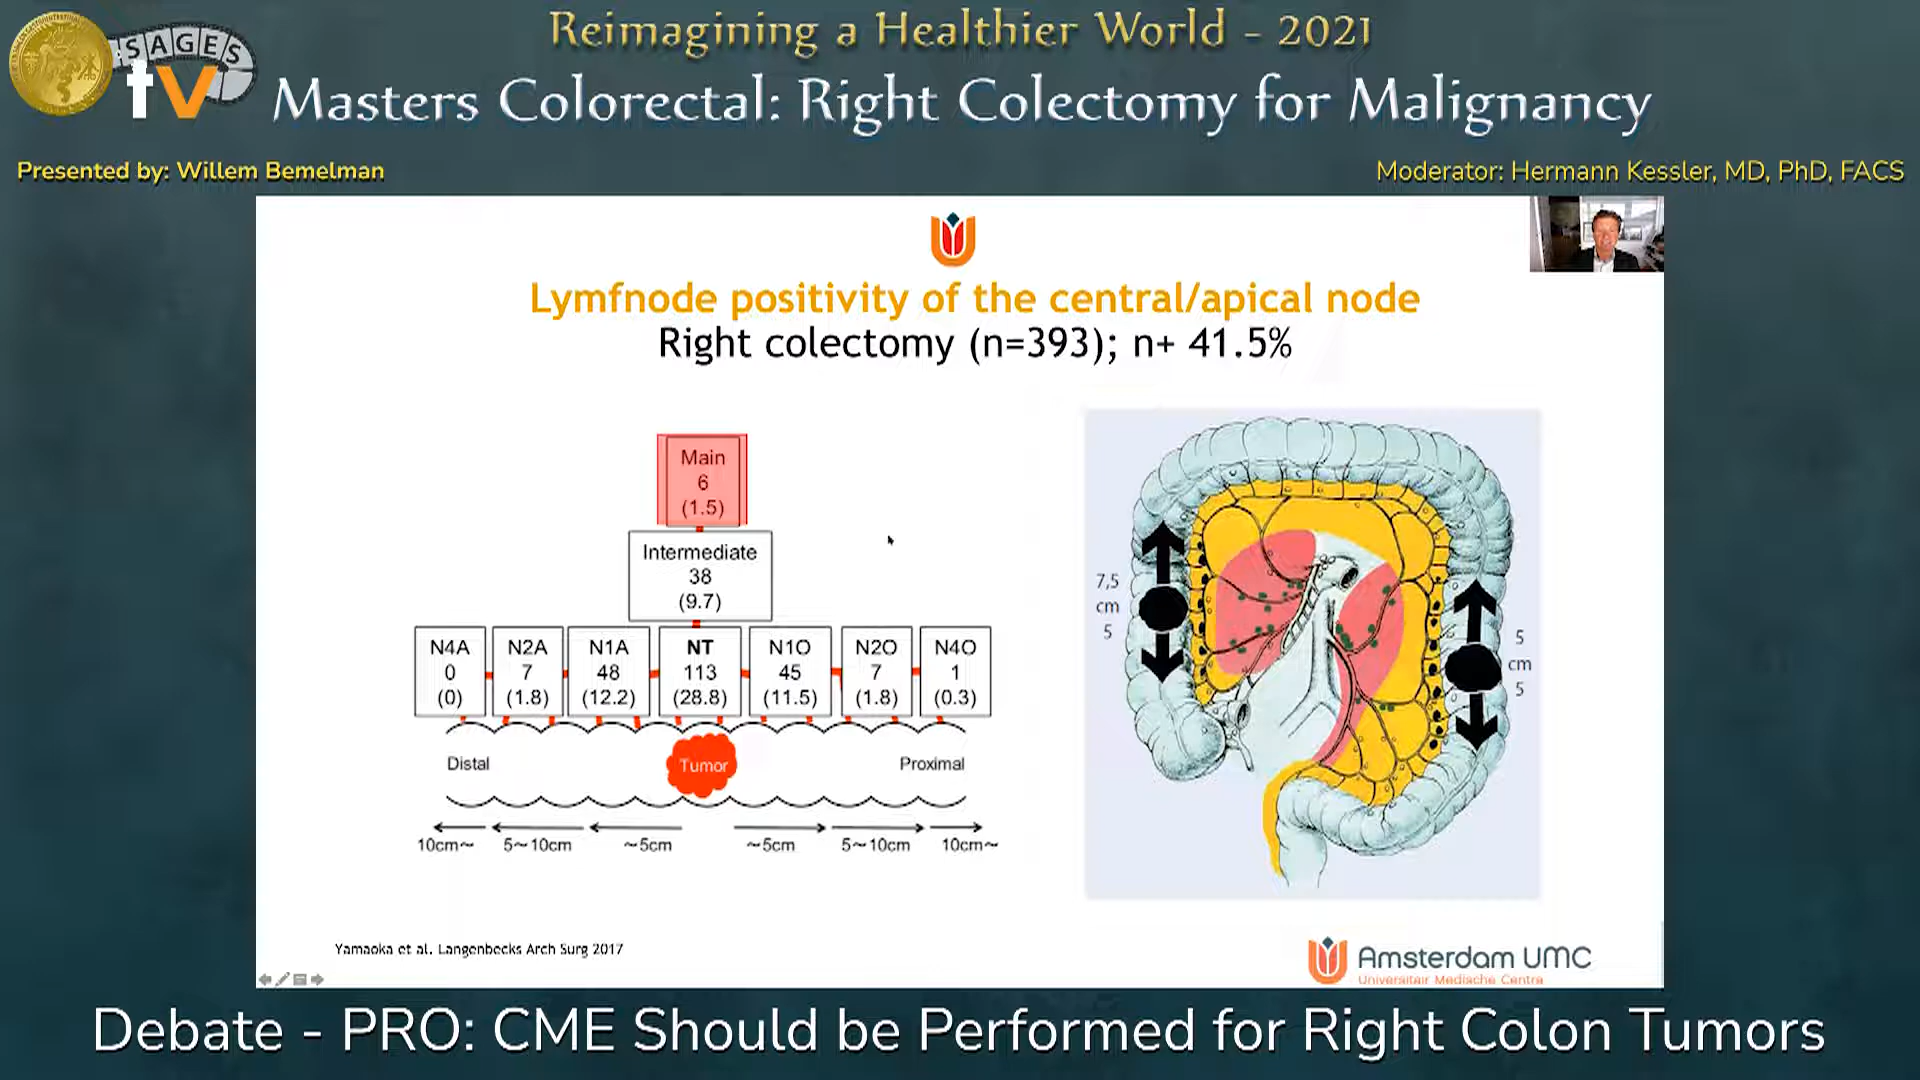 Reimagining a Healthier World - 2021
SAGES
tv
Masters Colorectal: Right Colectomy for Malignancy
Presented by: Willem Bemelman
Moderator: Hermann Kessler, MD, PhD, FACS
Lymfnode positivity of the central/apical node
Right colectomy (n=393); n+ 41.5%
Main
6
(1.5)
Intermediate
38
(9.7)
N4A
0
(0)
N2A
7
(1.8)
N1A
48
(12.2)
NT
113
(28.8)
N1O
45
(11.5)
N2O
7
(1.8)
N4O
1
(0.3)
Distal
Tumor
Proximal
10cm~
5~10cm
~5cm
~5cm
5~10cm
10cm~
7,5
cm
5
5
cm
5
Yamaoka et al. Langenbecks Arch Surg 2017
Amsterdam UMC
Universitair Medische Centra
Debate - PRO: CME Should be Performed for Right Colon Tumors